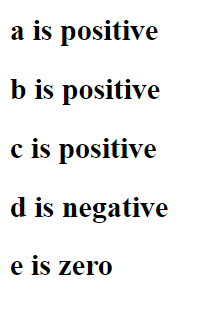 a is positive
b is positive
c is positive
d is negative
e is zero